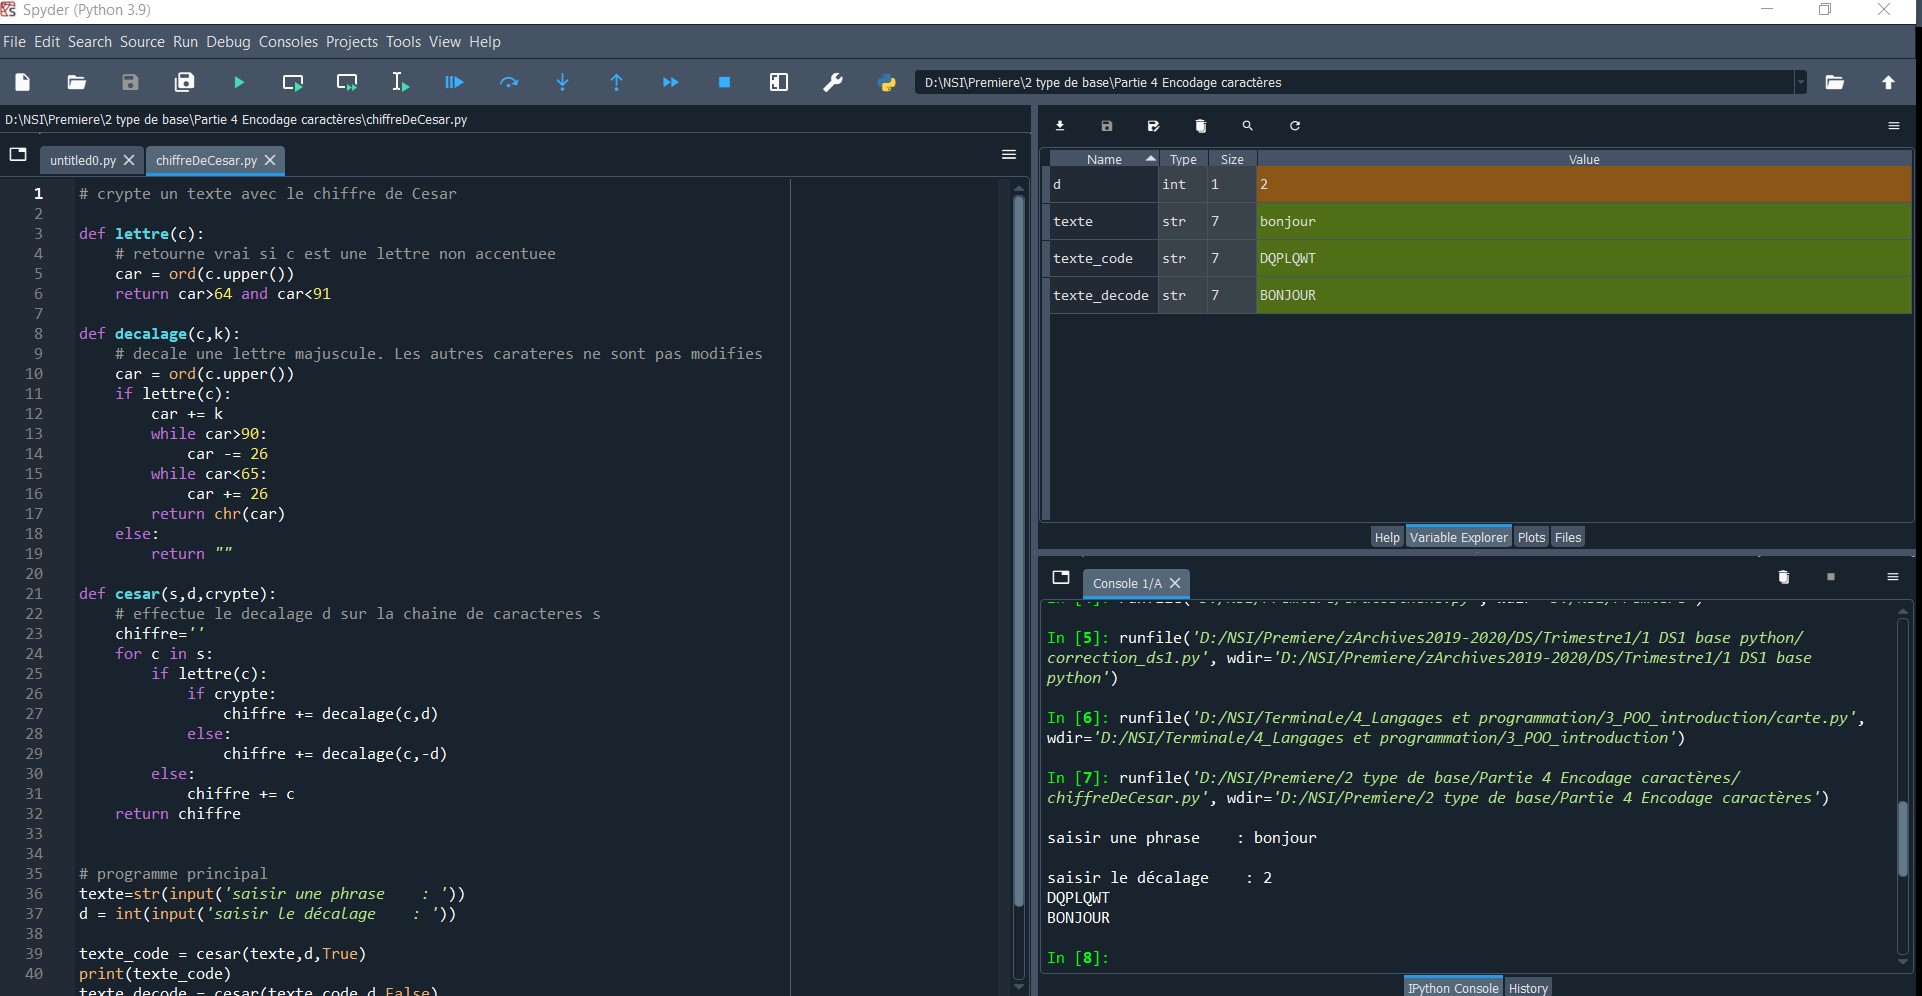 Spyder (Python 3.9)
File Edit Search Source Run Debug Consoles Projects Tools View Help
D:\NSI\Premiere\2 type de base\Partie 4 Encodage caractères
D:\NSI\Premiere\2 type de base\Partie 4 Encodage caractères\chiffreDeCesar.py
untitled0.py chiffreDeCesar.py
1 # crypte un texte avec le chiffre de Cesar
2
3 def lettre(c):
4 # retourne vrai si c est une lettre non accentuee
5 car = ord(c.upper())
6 return car>64 and car<91
7
8 def decalage(c,k):
9 # decale une lettre majuscule. Les autres carateres ne sont pas modifies
10 car = ord(c.upper())
11 if lettre(c):
12 car += k
13 while car>90:
14 car -= 26
15 while car<65:
16 car += 26
17 return chr(car)
18 else:
19 return ""
20
21 def cesar(s,d,crypte):
22 # effectue le decalage d sur la chaine de caracteres s
23 chiffre=''
24 for c in s:
25 if lettre(c):
26 if crypte:
27 chiffre += decalage(c,d)
28 else:
29 chiffre += decalage(c,-d)
30 else:
31 chiffre += c
32 return chiffre
33
34
35 # programme principal
36 texte=str(input('saisir une phrase    : '))
37 d = int(input('saisir le décalage    : '))
38
39 texte_code = cesar(texte,d,True)
40 print(texte_code)
texte_decode = cesar(texte_code,d,False)
Name Type Size Value
d int 1 2
texte str 7 bonjour
texte_code str 7 DQPLQWT
texte_decode str 7 BONJOUR
Help Variable Explorer Plots Files
Console 1/A
In [5]: runfile('D:/NSI/Premiere/zArchives2019-2020/DS/Trimestre1/1 DS1 base python/
correction_ds1.py', wdir='D:/NSI/Premiere/zArchives2019-2020/DS/Trimestre1/1 DS1 base
python')
In [6]: runfile('D:/NSI/Terminale/4_Langages et programmation/3_POO_introduction/carte.py',
wdir='D:/NSI/Terminale/4_Langages et programmation/3_POO_introduction')
In [7]: runfile('D:/NSI/Premiere/2 type de base/Partie 4 Encodage caractères/
chiffreDeCesar.py', wdir='D:/NSI/Premiere/2 type de base/Partie 4 Encodage caractères')
saisir une phrase    : bonjour
saisir le décalage    : 2
DQPLQWT
BONJOUR
In [8]:
IPython Console History